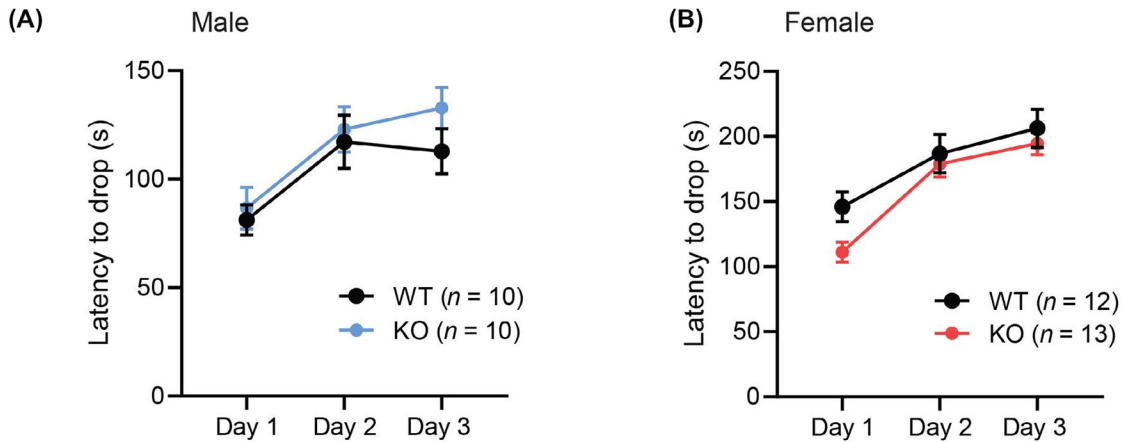 (A) Male
150
100
50
0
Latency to drop (s)
WT (n = 10)
KO (n = 10)
Day 1 Day 2 Day 3
(B) Female
250
200
150
100
50
0
Latency to drop (s)
WT (n = 12)
KO (n = 13)
Day 1 Day 2 Day 3